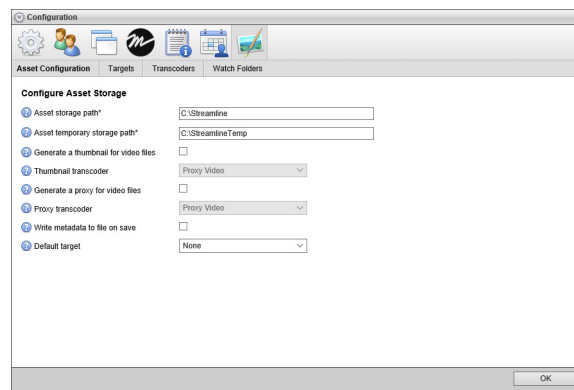 Configuration
Asset Configuration Targets Transcoders Watch Folders
Configure Asset Storage
Asset storage path* C:\Streamline
Asset temporary storage path* C:\StreamlineTemp
Generate a thumbnail for video files
Thumbnail transcoder Proxy Video
Generate a proxy for video files
Proxy transcoder Proxy Video
Write metadata to file on save
Default target None
OK